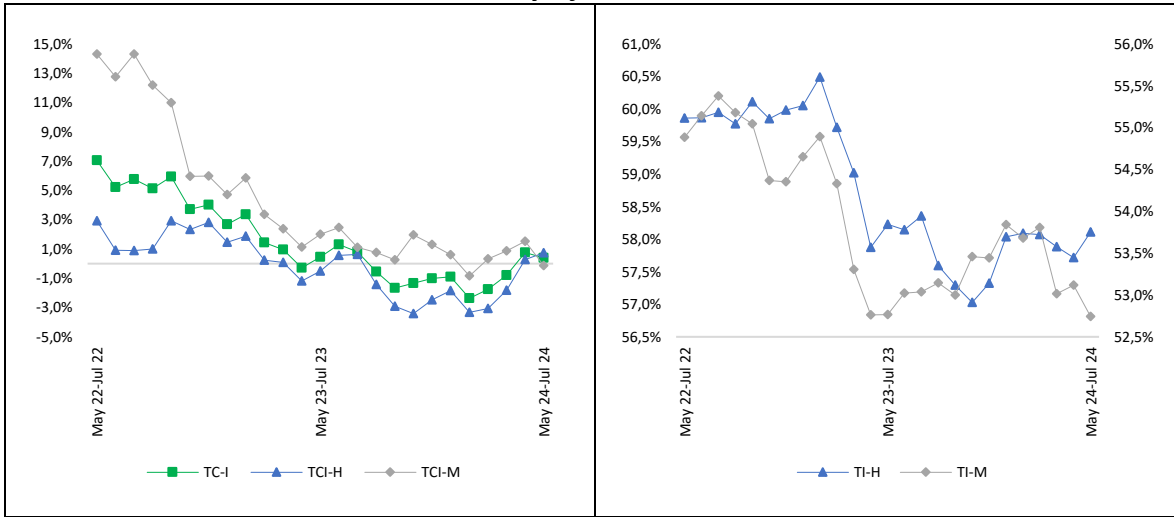 15,0%
13,0%
11,0%
9,0%
7,0%
5,0%
3,0%
1,0%
-1,0%
-3,0%
-5,0%
May 22-Jul 22
May 23-Jul 23
May 24-Jul 24
TC-I
TCI-H
TCI-M
61,0%
60,5%
60,0%
59,5%
59,0%
58,5%
58,0%
57,5%
57,0%
56,5%
56,0%
55,5%
55,0%
54,5%
54,0%
53,5%
53,0%
52,5%
May 22-Jul 22
May 23-Jul 23
May 24-Jul 24
TI-H
TI-M